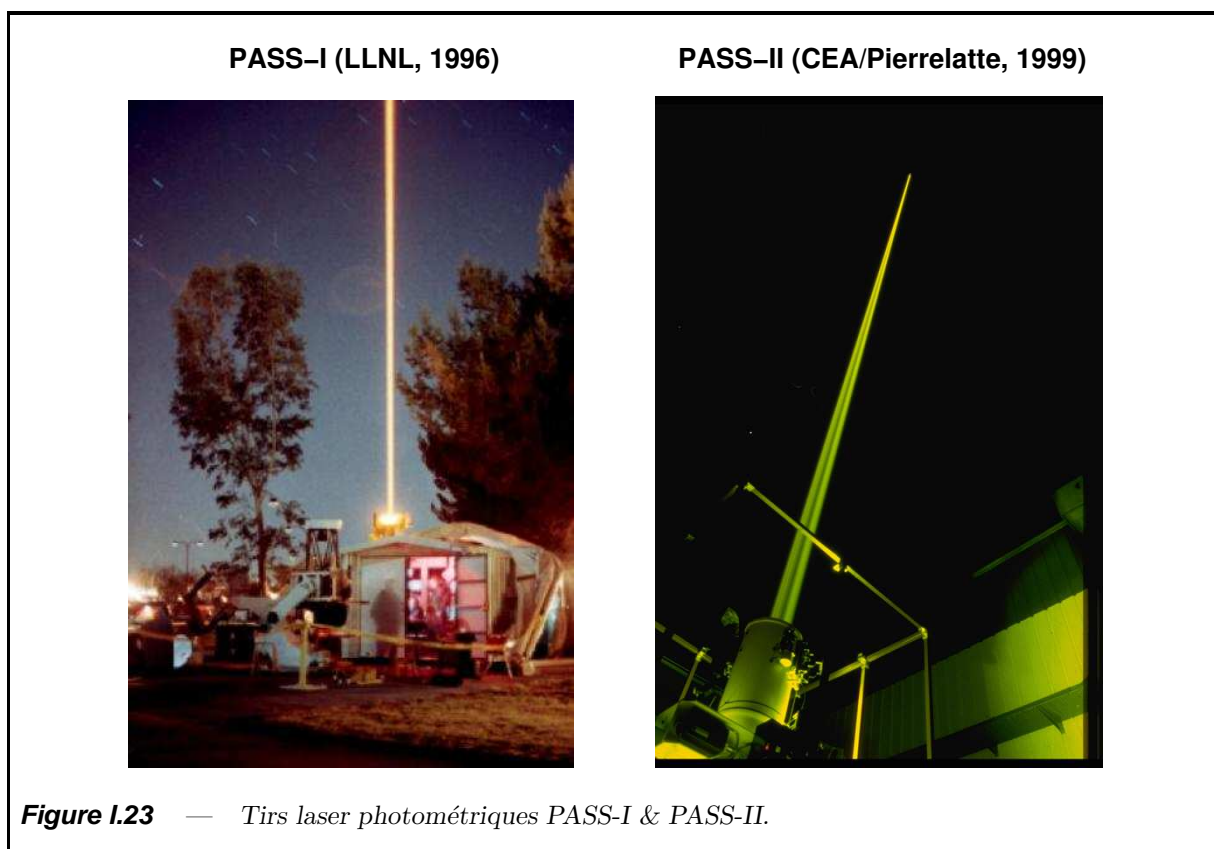 PASS–I (LLNL, 1996)
PASS–II (CEA/Pierrelatte, 1999)
Figure I.23 — Tirs laser photométriques PASS-I & PASS-II.